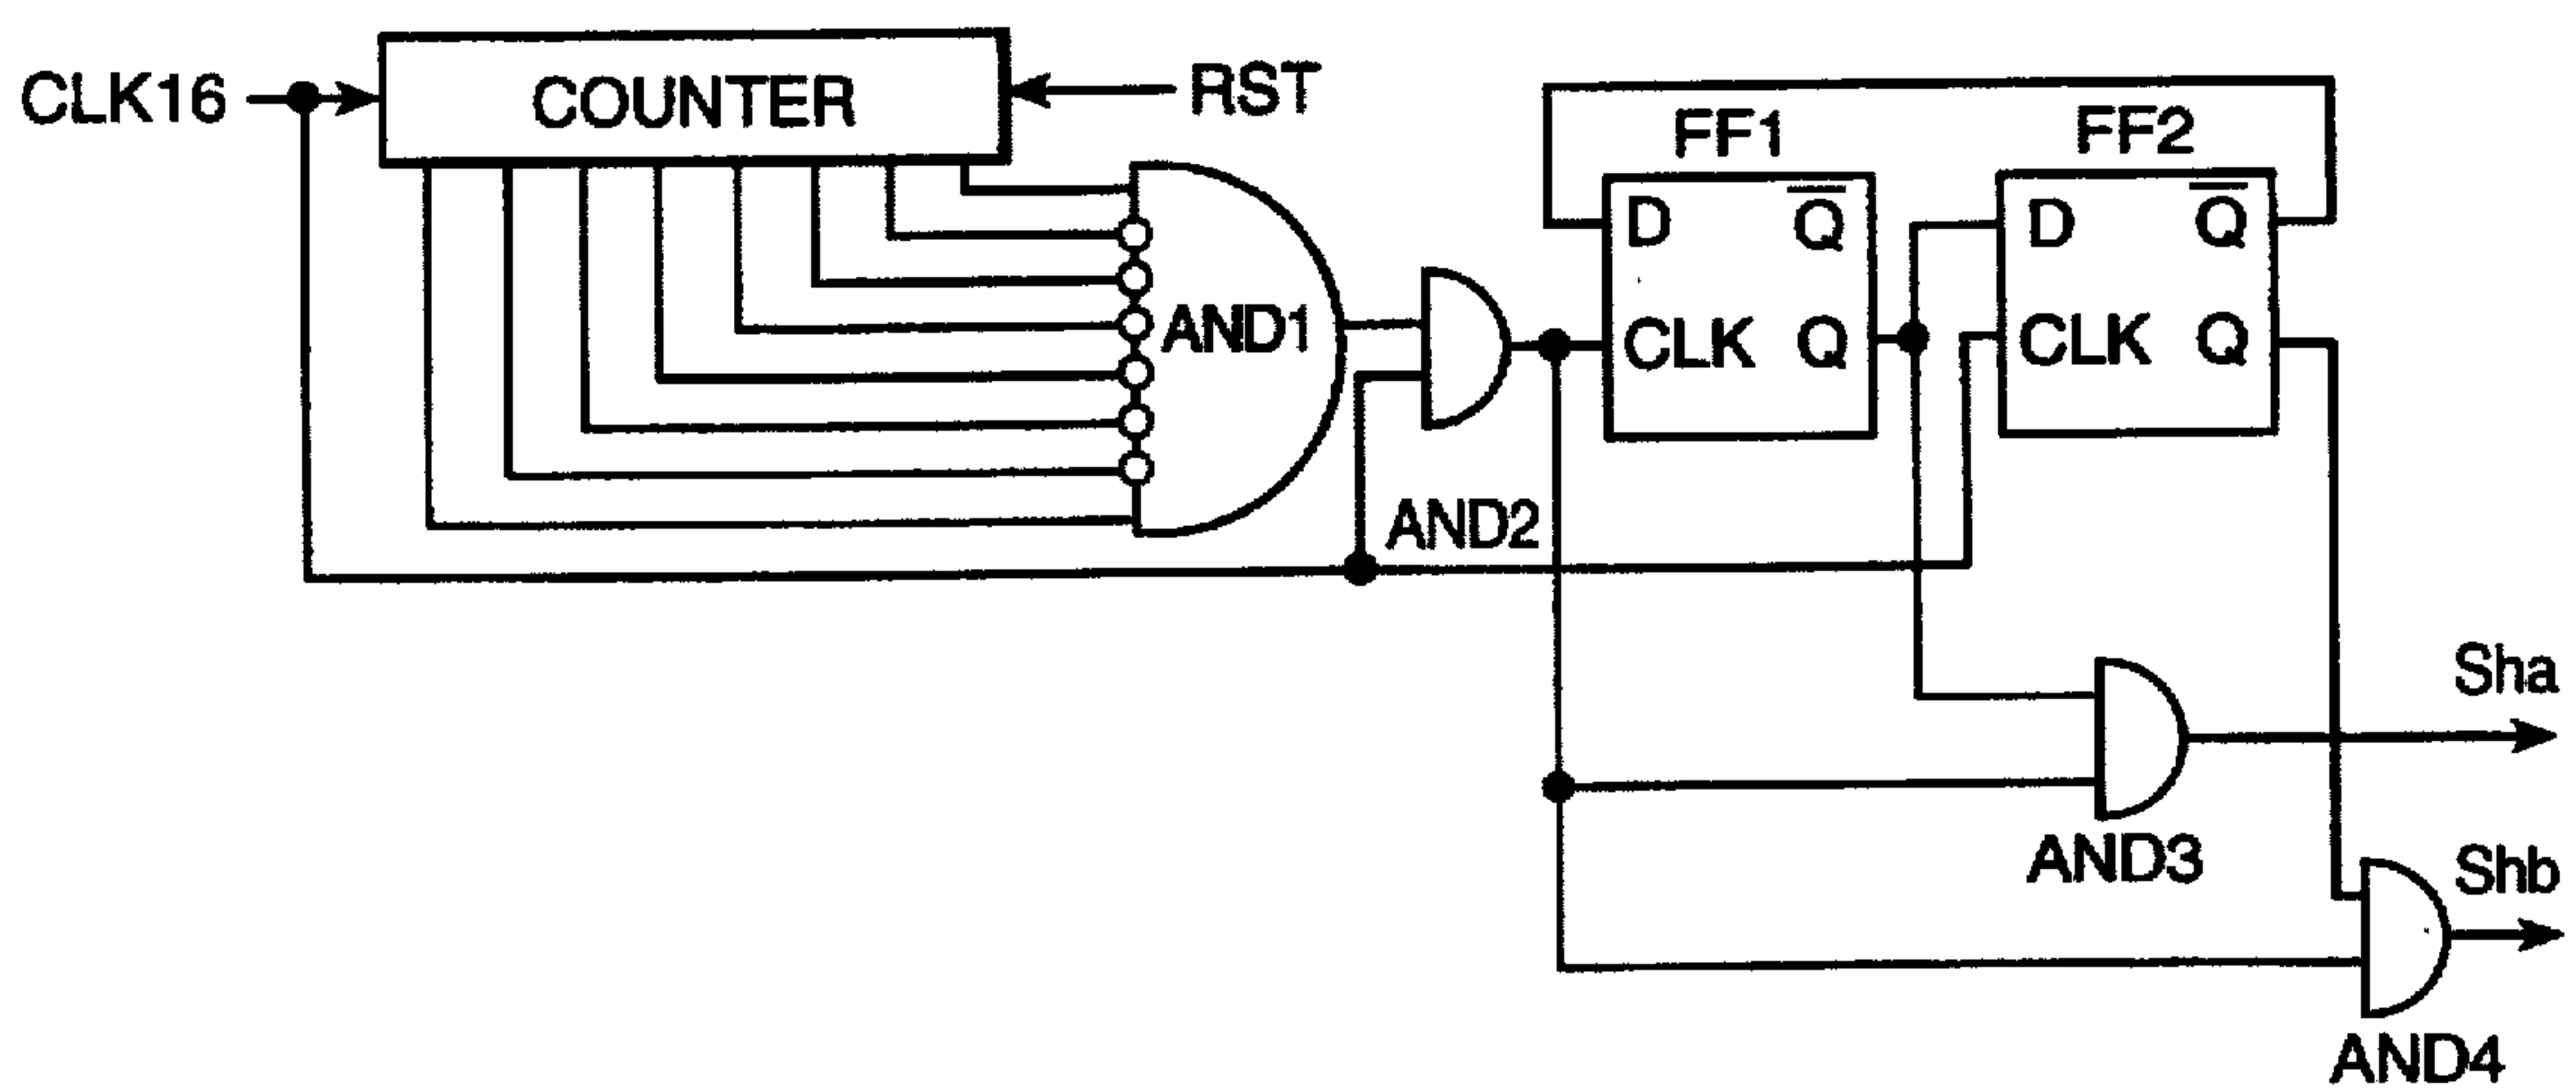 CLK16
COUNTER
RST
FF1
FF2
D
Q̅
D
Q̅
AND1
CLK
Q
CLK
Q
AND2
Sha
AND3
Shb
AND4